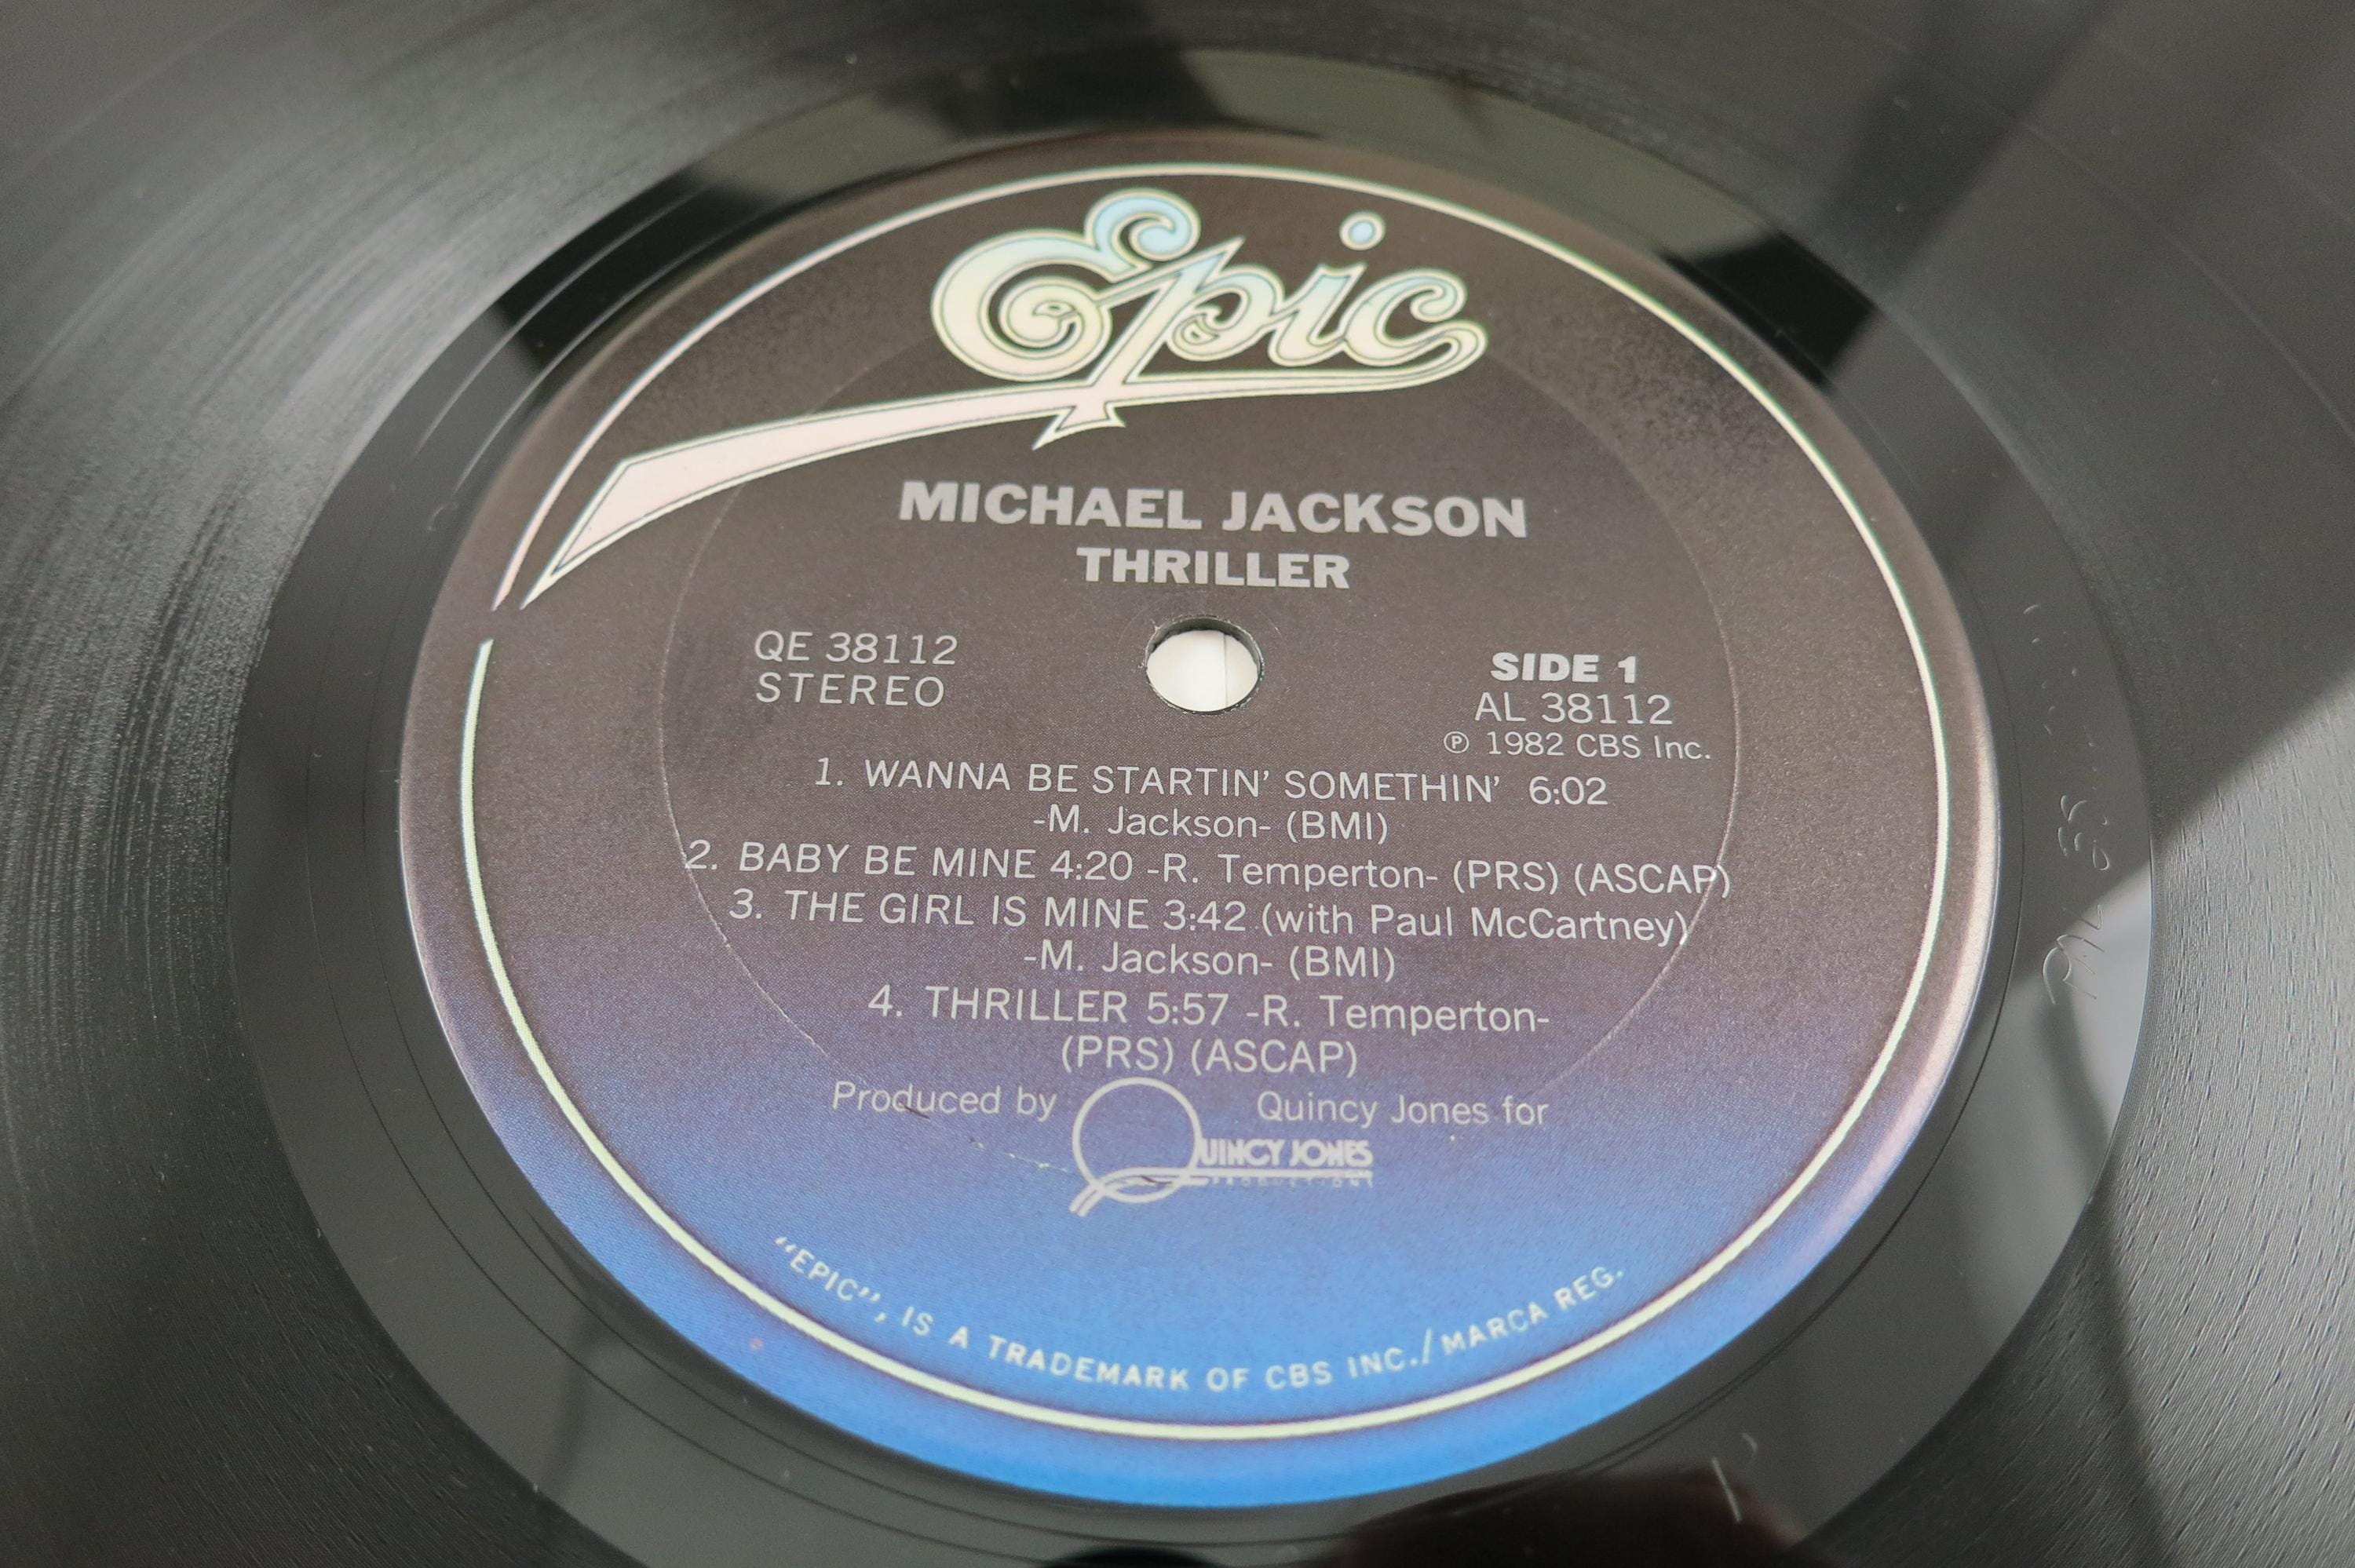 Epic
MICHAEL JACKSON
THRILLER
QE 38112
STEREO
SIDE 1
AL 38112
℗ 1982 CBS Inc.
1. WANNA BE STARTIN' SOMETHIN' 6:02
-M. Jackson- (BMI)
2. BABY BE MINE 4:20 -R. Temperton- (PRS) (ASCAP)
3. THE GIRL IS MINE 3:42 (with Paul McCartney)
-M. Jackson- (BMI)
4. THRILLER 5:57 -R. Temperton-
(PRS) (ASCAP)
Produced by Quincy Jones for
QUINCY JONES
PRODUCTIONS
"EPIC", IS A TRADEMARK OF CBS INC./MARCA REG.